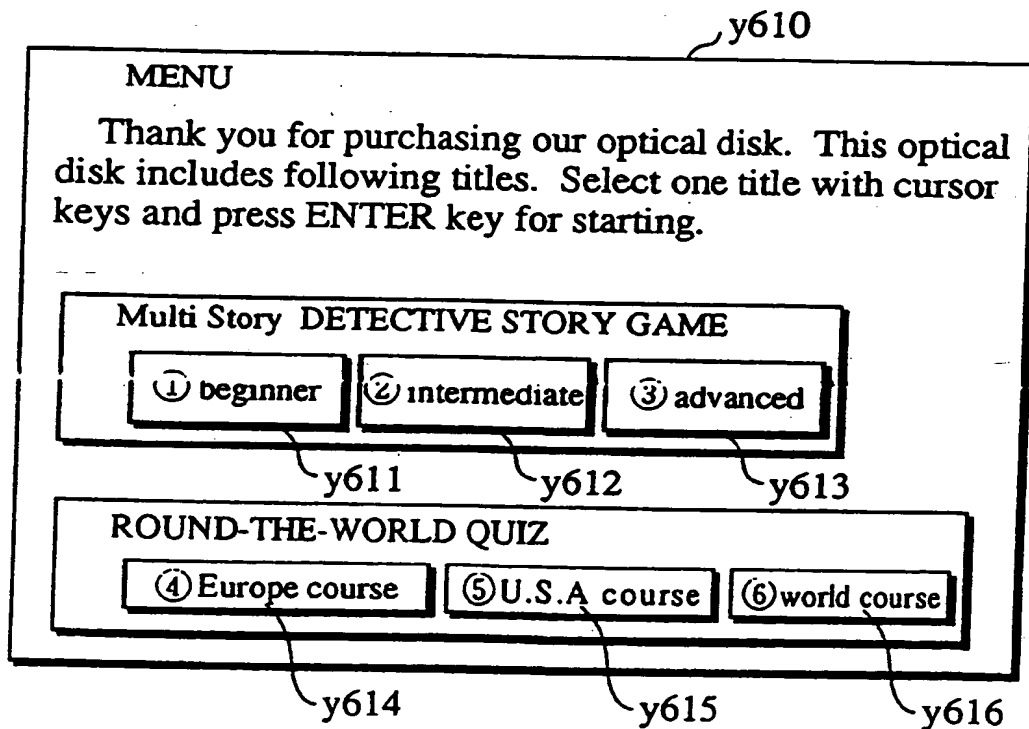 y610
MENU
Thank you for purchasing our optical disk. This optical
disk includes following titles. Select one title with cursor
keys and press ENTER key for starting.
Multi Story DETECTIVE STORY GAME
① beginner ② intermediate ③ advanced
y611 y612 y613
ROUND-THE-WORLD QUIZ
④ Europe course ⑤ U.S.A course ⑥ world course
y614 y615 y616